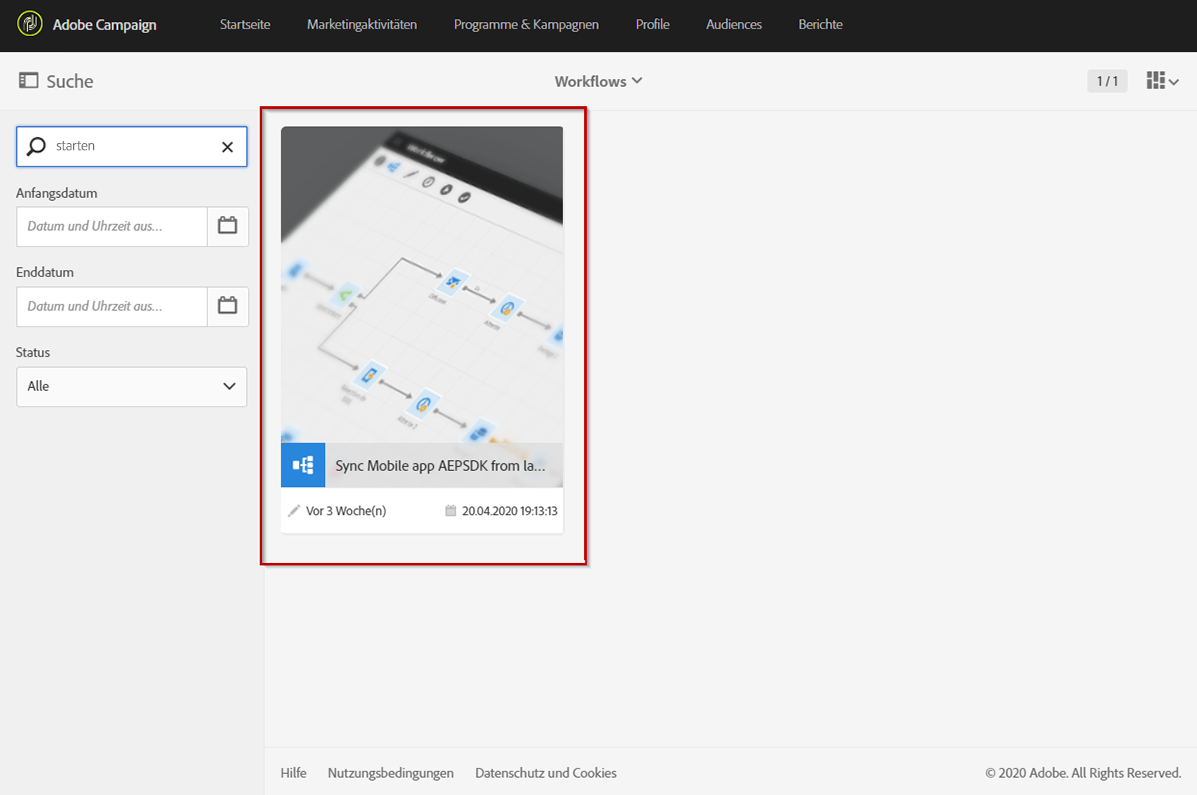 Adobe Campaign Startseite Marketingaktivitäten Programme & Kampagnen Profile Audiences Berichte
Suche Workflows 1 / 1
starten
Anfangsdatum
Datum und Uhrzeit aus...
Enddatum
Datum und Uhrzeit aus...
Status
Alle
Sync Mobile app AEPSDK from la...
Vor 3 Woche(n) 20.04.2020 19:13:13
Hilfe Nutzungsbedingungen Datenschutz und Cookies © 2020 Adobe. All Rights Reserved.